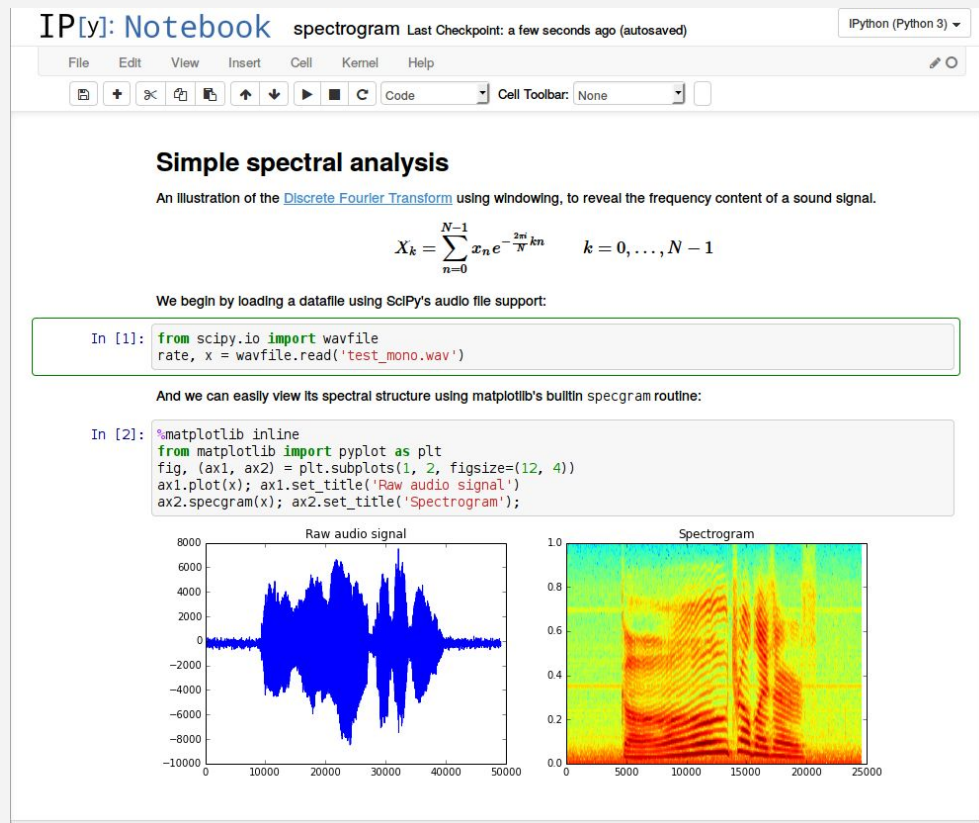 IP[y]: Notebook spectrogram Last Checkpoint: a few seconds ago (autosaved) IPython (Python 3)
File Edit View Insert Cell Kernel Help
Code Cell Toolbar: None
Simple spectral analysis
An illustration of the Discrete Fourier Transform using windowing, to reveal the frequency content of a sound signal.
X_k = \sum_{n=0}^{N-1} x_n e^{-\frac{2\pi i}{N} kn} k = 0, . . . , N − 1
We begin by loading a datafile using SciPy's audio file support:
In [1]: from scipy.io import wavfile
rate, x = wavfile.read('test_mono.wav')
And we can easily view its spectral structure using matplotlib's builtin specgram routine:
In [2]: %matplotlib inline
from matplotlib import pyplot as plt
fig, (ax1, ax2) = plt.subplots(1, 2, figsize=(12, 4))
ax1.plot(x); ax1.set_title('Raw audio signal')
ax2.specgram(x); ax2.set_title('Spectrogram');
Raw audio signal
8000
6000
4000
2000
0
−2000
−4000
−6000
−8000
−10000
0 10000 20000 30000 40000 50000
Spectrogram
1.0
0.8
0.6
0.4
0.2
0.0
0 5000 10000 15000 20000 25000